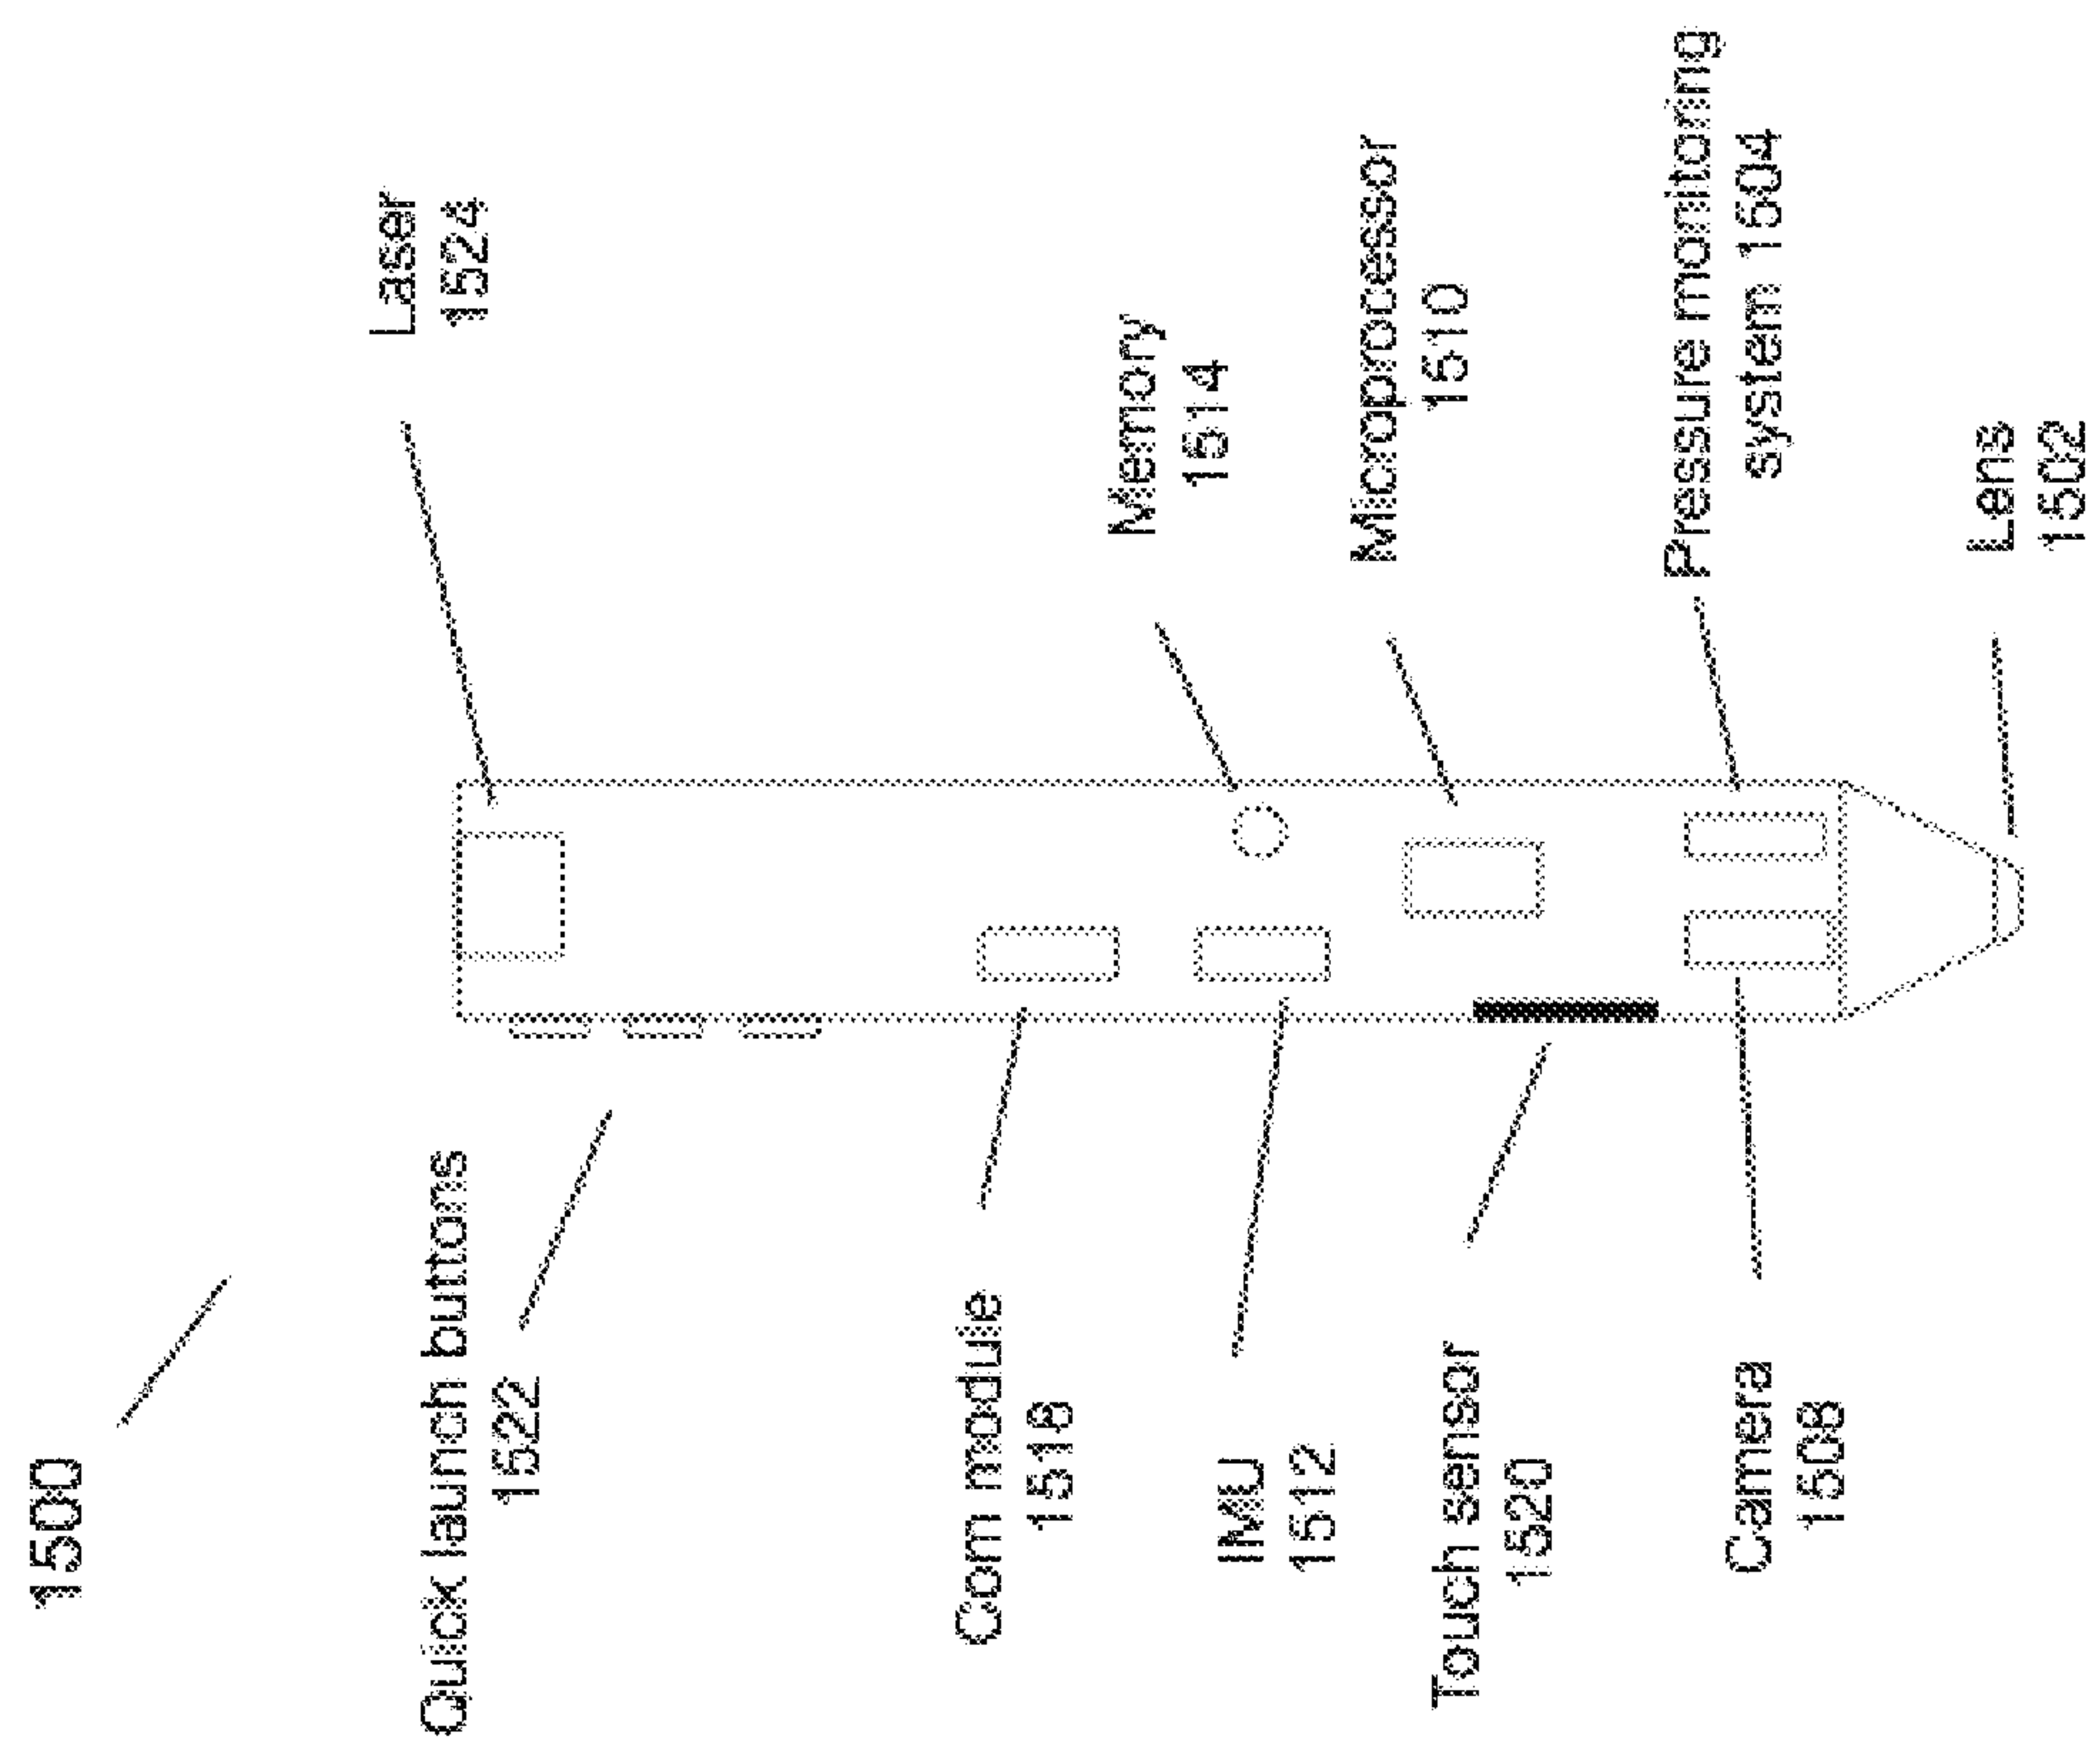 1500
Laser
1524
Quick launch buttons
1522
Memory
1514
Com module
1518
Microprocessor
1510
IMU
1512
Touch sensor
1520
Pressure monitoring
system 1504
Camera
1508
Lens
1502